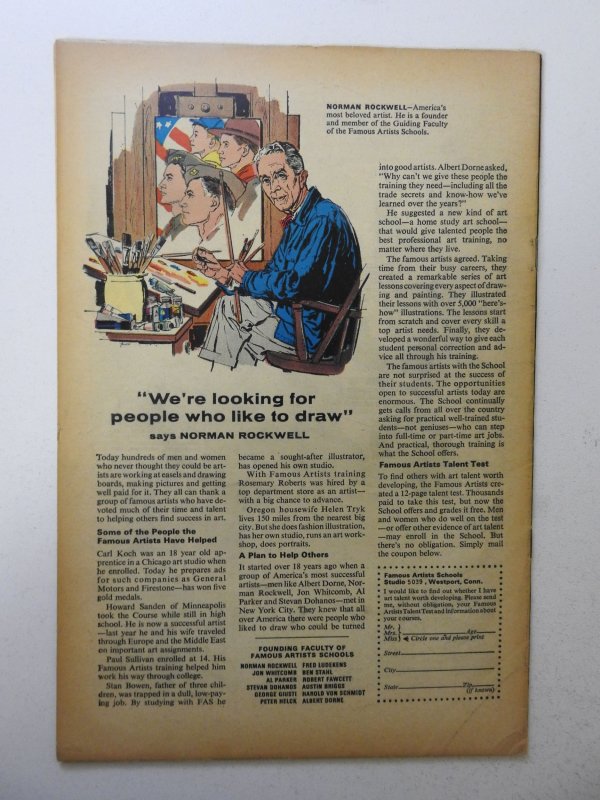 NORMAN ROCKWELL—America's
most beloved artist. He is a founder
and member of the Guiding Faculty
of the Famous Artists Schools.
"We're looking for
people who like to draw"
says NORMAN ROCKWELL
Today hundreds of men and women
who never thought they could be art-
ists are working at easels and drawing
boards, making pictures and getting
well paid for it. They all can thank a
group of famous artists who have de-
voted much of their time and talent
to helping others find success in art.
Some of the People the
Famous Artists Have Helped
Carl Koch was an 18 year old ap-
prentice in a Chicago art studio when
he enrolled. Today he prepares ads
for such companies as General
Motors and Firestone—has won five
gold medals.
Howard Sanden of Minneapolis
took the Course while still in high
school. He is now a successful artist
—last year he and his wife traveled
through Europe and the Middle East
on important art assignments.
Paul Sullivan enrolled at 14. His
Famous Artists training helped him
work his way through college.
Stan Bowen, father of three chil-
dren, was trapped in a dull, low-pay-
ing job. By studying with FAS he
became a sought-after illustrator,
has opened his own studio.
With Famous Artists training
Rosemary Roberts was hired by a
top department store as an artist—
with a big chance to advance.
Oregon housewife Helen Tryk
lives 150 miles from the nearest big
city. But she does fashion illustration,
has her own studio, runs an art work-
shop, does portraits.
A Plan to Help Others
It started over 18 years ago when a
group of America's most successful
artists—men like Albert Dorne, Nor-
man Rockwell, Jon Whitcomb, Al
Parker and Stevan Dohanos—met in
New York City. They knew that all
over America there were people who
liked to draw who could be turned
FOUNDING FACULTY OF
FAMOUS ARTISTS SCHOOLS
NORMAN ROCKWELL FRED LUDEKENS
JON WHITCOMB BEN STAHL
AL PARKER ROBERT FAWCETT
STEVAN DOHANOS AUSTIN BRIGGS
GEORGE GIUSTI HAROLD VON SCHMIDT
PETER HELCK ALBERT DORNE
into good artists. Albert Dorne asked,
"Why can't we give these people the
training they need—including all the
trade secrets and know-how we've
learned over the years?"
He suggested a new kind of art
school—a home study art school—
that would give talented people the
best professional art training, no
matter where they live.
The famous artists agreed. Taking
time from their busy careers, they
created a remarkable series of art
lessons covering every aspect of draw-
ing and painting. They illustrated
their lessons with over 5,000 "here's-
how" illustrations. The lessons start
from scratch and cover every skill a
top artist needs. Finally, they de-
veloped a wonderful way to give each
student personal correction and ad-
vice all through his training.
The famous artists with the School
are not surprised at the success of
their students. The opportunities
open to successful artists today are
enormous. The School continually
gets calls from all over the country
asking for practical well-trained stu-
dents—not geniuses—who can step
into full-time or part-time art jobs.
And practical, thorough training is
what the School offers.
Famous Artists Talent Test
To find others with art talent worth
developing, the Famous Artists cre-
ated a 12-page talent test. Thousands
paid to take this test, but now the
School offers and grades it free. Men
and women who do well on the test
—or offer other evidence of art talent
—may enroll in the School. But
there's no obligation. Simply mail
the coupon below.
Famous Artists Schools
Studio 5039, Westport, Conn.
I would like to find out whether I have
art talent worth developing. Please send
me, without obligation, your Famous
Artists Talent Test and information about
your courses.
Mr.
Mrs. Age
Miss Circle one and please print
Street
City
State Zip
(if known)